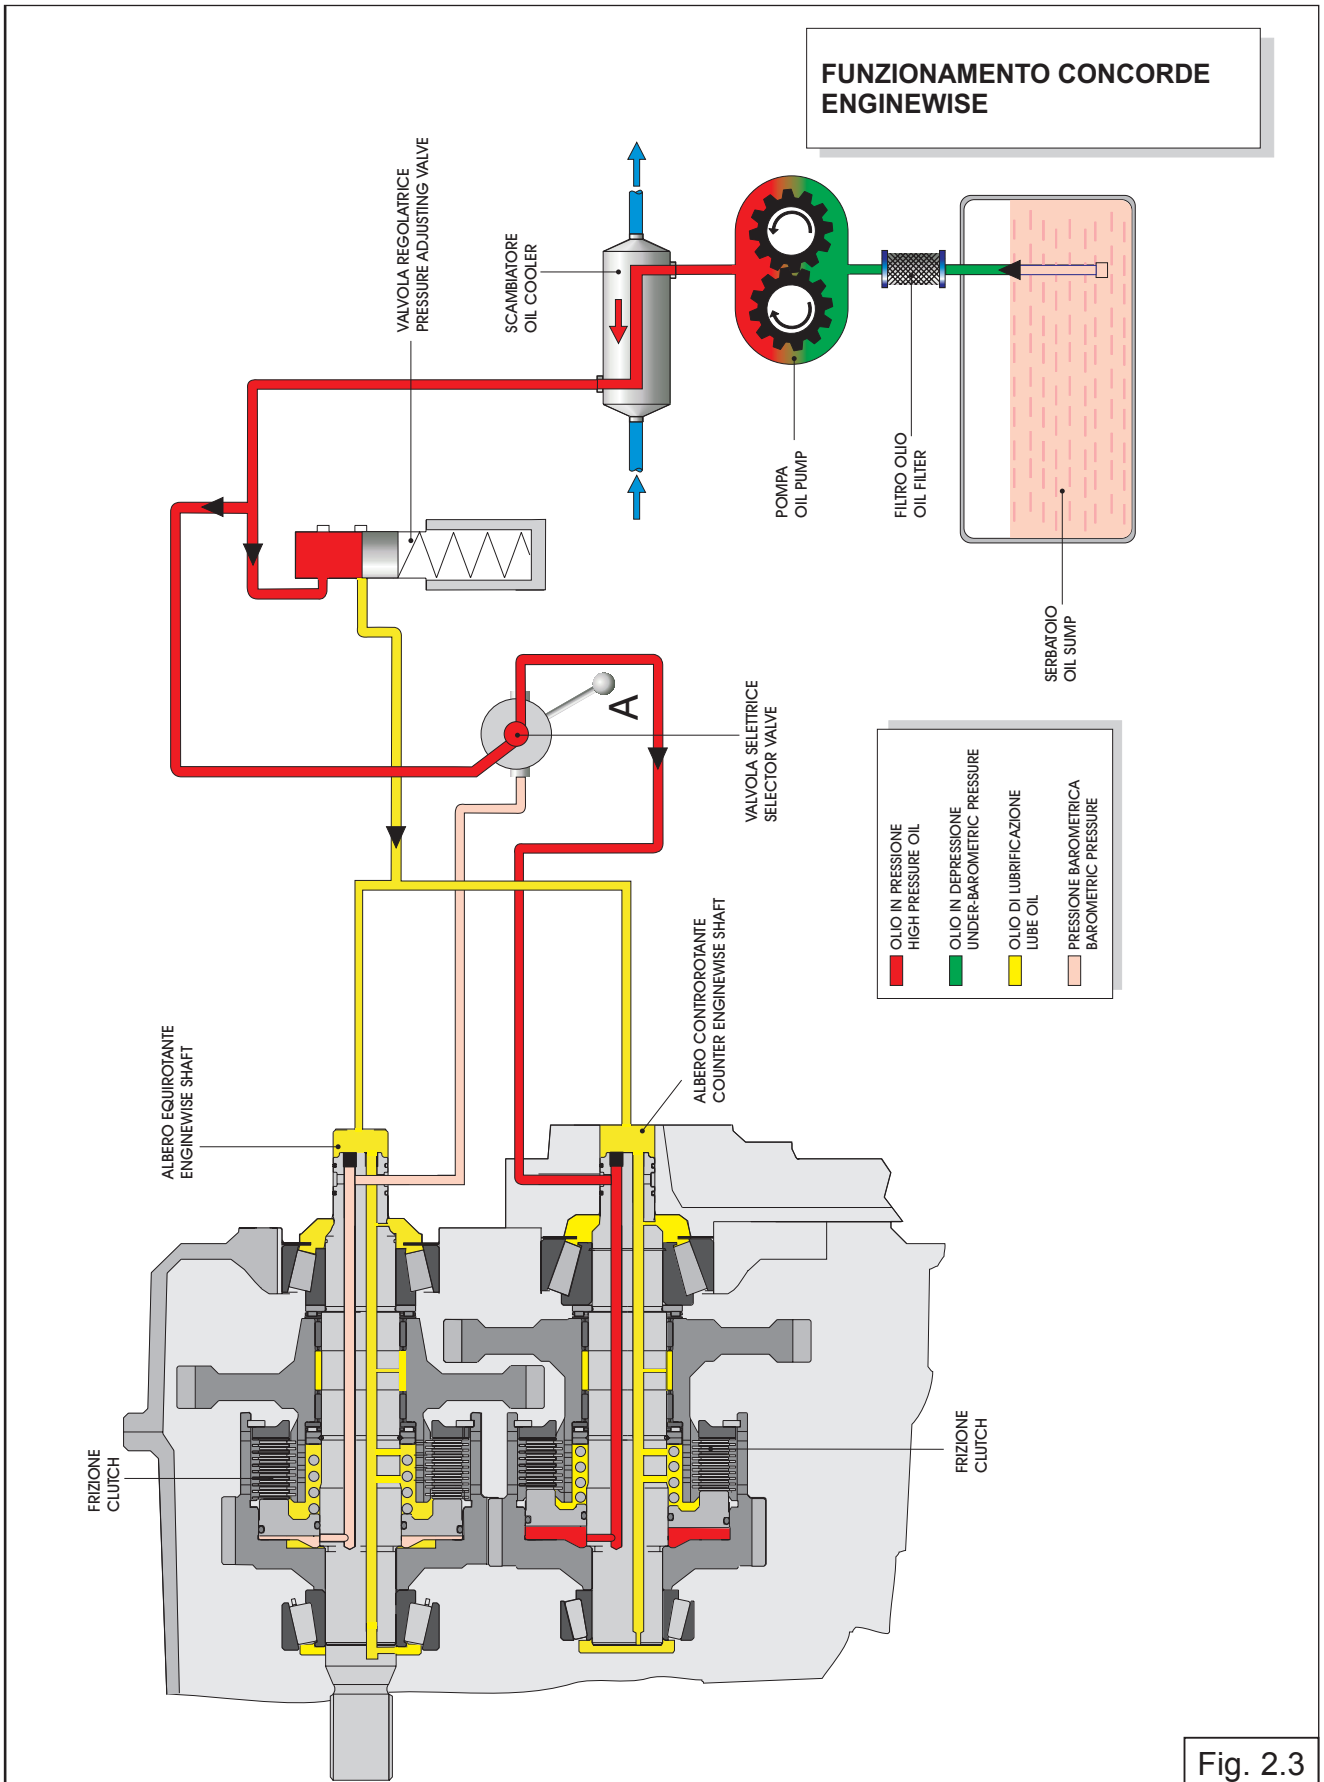 FUNZIONAMENTO CONCORDE
ENGINEWISE
VALVOLA REGOLATRICE
PRESSURE ADJUSTING VALVE
SCAMBIATORE
OIL COOLER
POMPA
OIL PUMP
FILTRO OLIO
OIL FILTER
SERBATOIO
OIL SUMP
A
VALVOLA SELETTRICE
SELECTOR VALVE
OLIO IN PRESSIONE
HIGH PRESSURE OIL
OLIO IN DEPRESSIONE
UNDER-BAROMETRIC PRESSURE
OLIO DI LUBRIFICAZIONE
LUBE OIL
PRESSIONE BAROMETRICA
BAROMETRIC PRESSURE
ALBERO EQUIROTANTE
ENGINEWISE SHAFT
ALBERO CONTROROTANTE
COUNTER ENGINEWISE SHAFT
FRIZIONE
CLUTCH
FRIZIONE
CLUTCH
Fig. 2.3